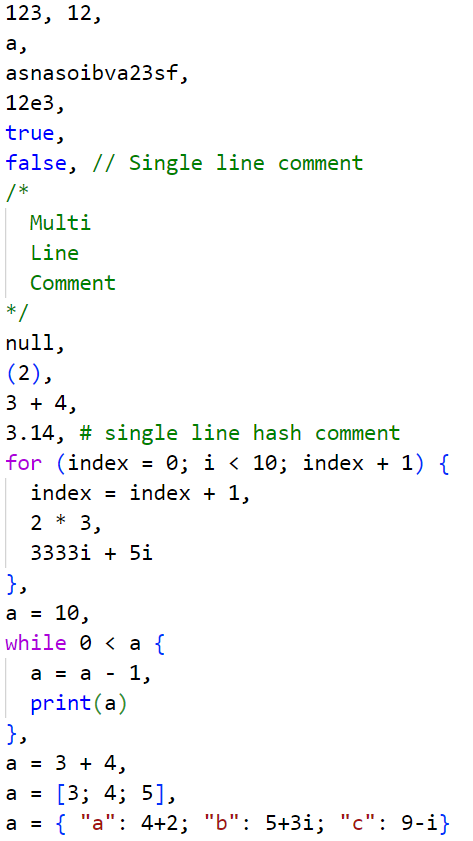 123, 12,
a,
asnasoibva23sf,
12e3,
true,
false, // Single line comment
/*
  Multi
  Line
  Comment
*/
null,
(2),
3 + 4,
3.14, # single line hash comment
for (index = 0; i < 10; index + 1) {
  index = index + 1,
  2 * 3,
  3333i + 5i
},
a = 10,
while 0 < a {
  a = a - 1,
  print(a)
},
a = 3 + 4,
a = [3; 4; 5],
a = { "a": 4+2; "b": 5+3i; "c": 9-i}